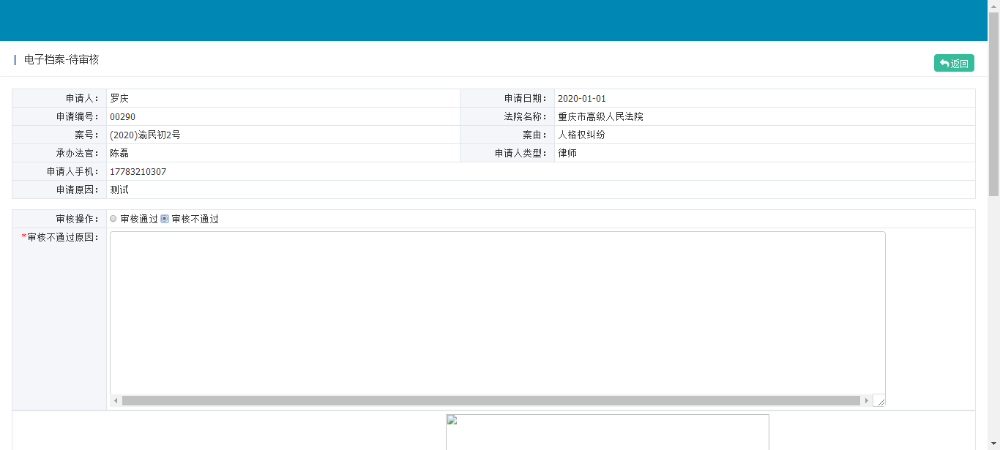 电子档案-待审核
返回
申请人： 罗庆 申请日期： 2020-01-01
申请编号： 00290 法院名称： 重庆市高级人民法院
案号： (2020)渝民初2号 案由： 人格权纠纷
承办法官： 陈磊 申请人类型： 律师
申请人手机： 17783210307
申请原因： 测试
审核操作： 审核通过 审核不通过
*审核不通过原因：